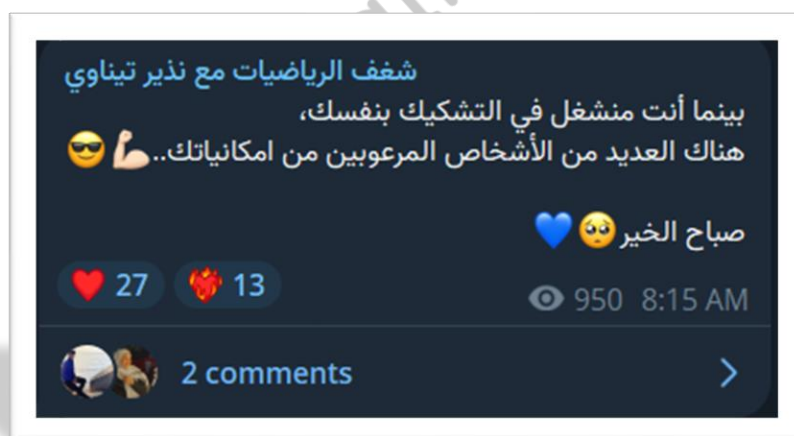 شغف الرياضيات مع نذير تيناوي
بينما أنت منشغل في التشكيك بنفسك،
هناك العديد من الأشخاص المرعوبين من امكانياتك..💪🏻😎
صباح الخير🥺💙
❤️ 27 ❤️‍🔥 13 950 8:15 AM
2 comments